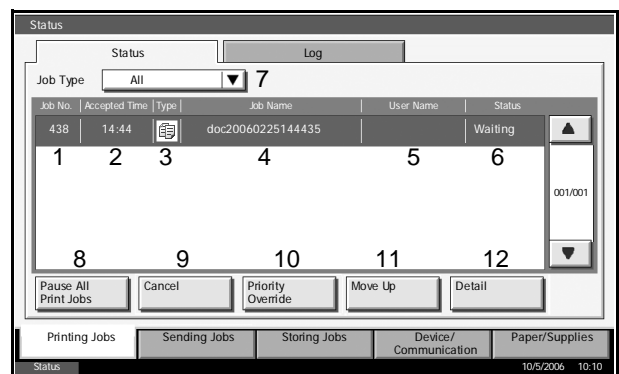 Status
Status Log
Job Type All 7
Job No. Accepted Time Type Job Name User Name Status
438 14:44 doc20060225144435 Waiting
1 2 3 4 5 6
001/001
8 9 10 11 12
Pause All Print Jobs Cancel Priority Override Move Up Detail
Printing Jobs Sending Jobs Storing Jobs Device/Communication Paper/Supplies
Status 10/5/2006 10:10